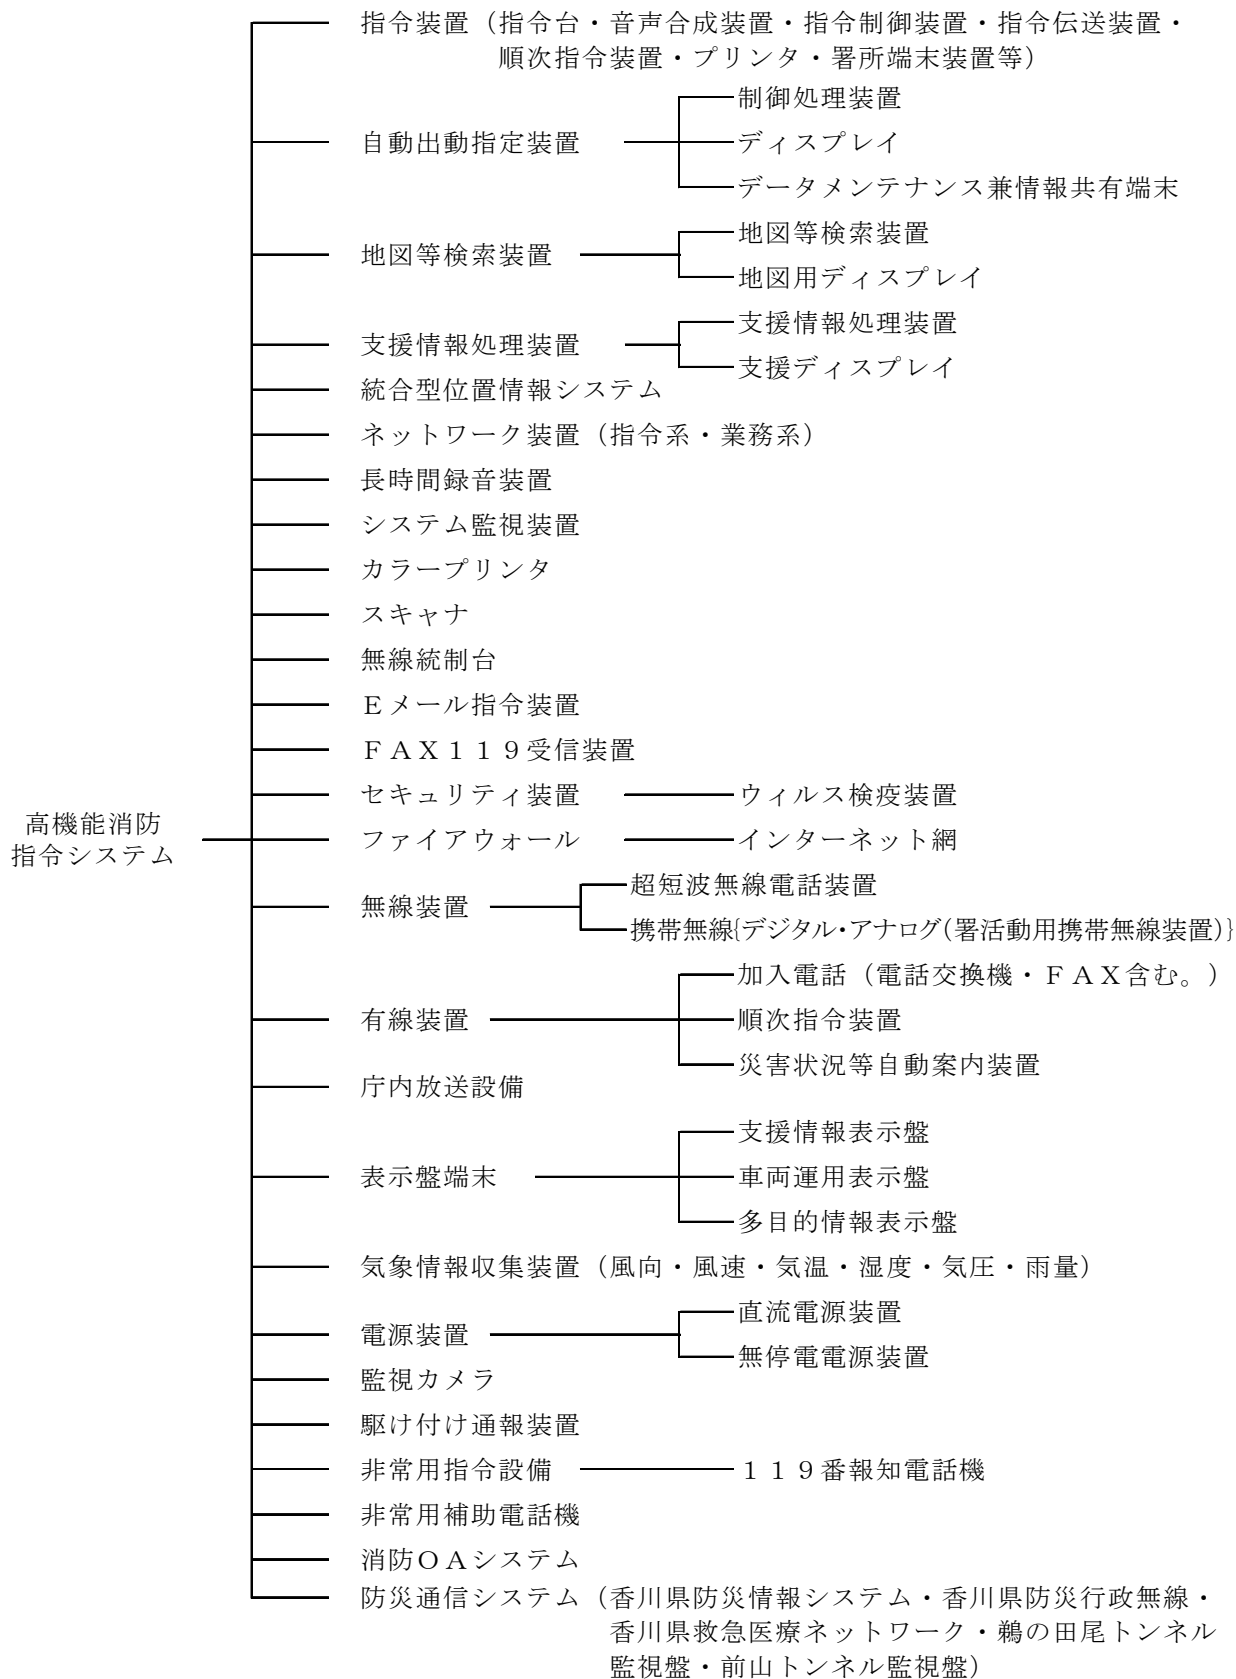 指令装置（指令台・音声合成装置・指令制御装置・指令伝送装置・
順次指令装置・プリンタ・署所端末装置等）
制御処理装置
自動出動指定装置
ディスプレイ
データメンテナンス兼情報共有端末
地図等検索装置
地図等検索装置
地図用ディスプレイ
支援情報処理装置
支援情報処理装置
支援ディスプレイ
統合型位置情報システム
ネットワーク装置（指令系・業務系）
長時間録音装置
システム監視装置
カラープリンタ
スキャナ
無線統制台
Ｅメール指令装置
ＦＡＸ１１９受信装置
セキュリティ装置
ウィルス検疫装置
高機能消防
指令システム
ファイアウォール
インターネット網
超短波無線電話装置
無線装置
携帯無線{デジタル・アナログ(署活動用携帯無線装置)}
加入電話（電話交換機・ＦＡＸ含む。）
有線装置
順次指令装置
災害状況等自動案内装置
庁内放送設備
支援情報表示盤
表示盤端末
車両運用表示盤
多目的情報表示盤
気象情報収集装置（風向・風速・気温・湿度・気圧・雨量）
直流電源装置
電源装置
無停電電源装置
監視カメラ
駆け付け通報装置
非常用指令設備
１１９番報知電話機
非常用補助電話機
消防ＯＡシステム
防災通信システム（香川県防災情報システム・香川県防災行政無線・
香川県救急医療ネットワーク・鵜の田尾トンネル
監視盤・前山トンネル監視盤）